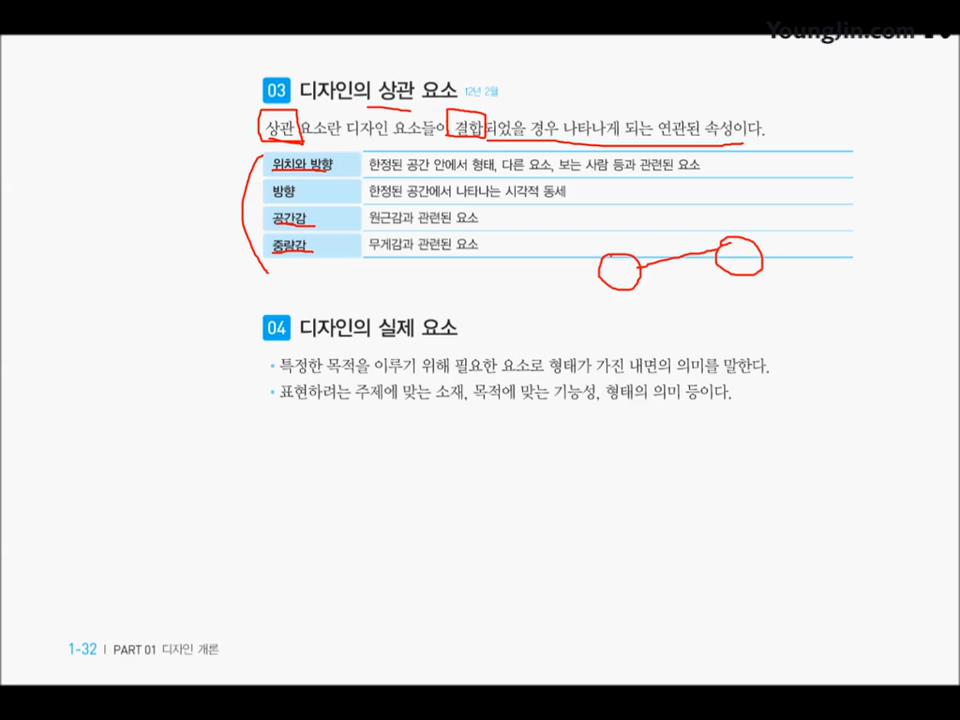 YoungJin.com
03 디자인의 상관 요소 12년 2월
상관 요소란 디자인 요소들이 결합되었을 경우 나타나게 되는 연관된 속성이다.
위치와 방향 한정된 공간 안에서 형태, 다른 요소, 보는 사람 등과 관련된 요소
방향 한정된 공간에서 나타나는 시각적 동세
공간감 원근감과 관련된 요소
중량감 무게감과 관련된 요소
04 디자인의 실제 요소
• 특정한 목적을 이루기 위해 필요한 요소로 형태가 가진 내면의 의미를 말한다.
• 표현하려는 주제에 맞는 소재, 목적에 맞는 기능성, 형태의 의미 등이다.
1-32 | PART 01 디자인 개론